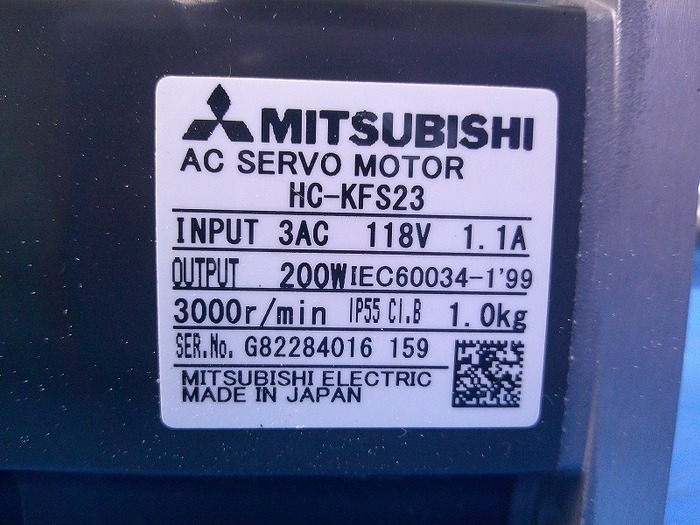 MITSUBISHI
AC SERVO MOTOR
HC-KFS23
INPUT 3AC 118V 1.1A
OUTPUT 200W IEC60034-1'99
3000r/min IP55 CI.B 1.0kg
SER.No. G82284016 159
MITSUBISHI ELECTRIC
MADE IN JAPAN